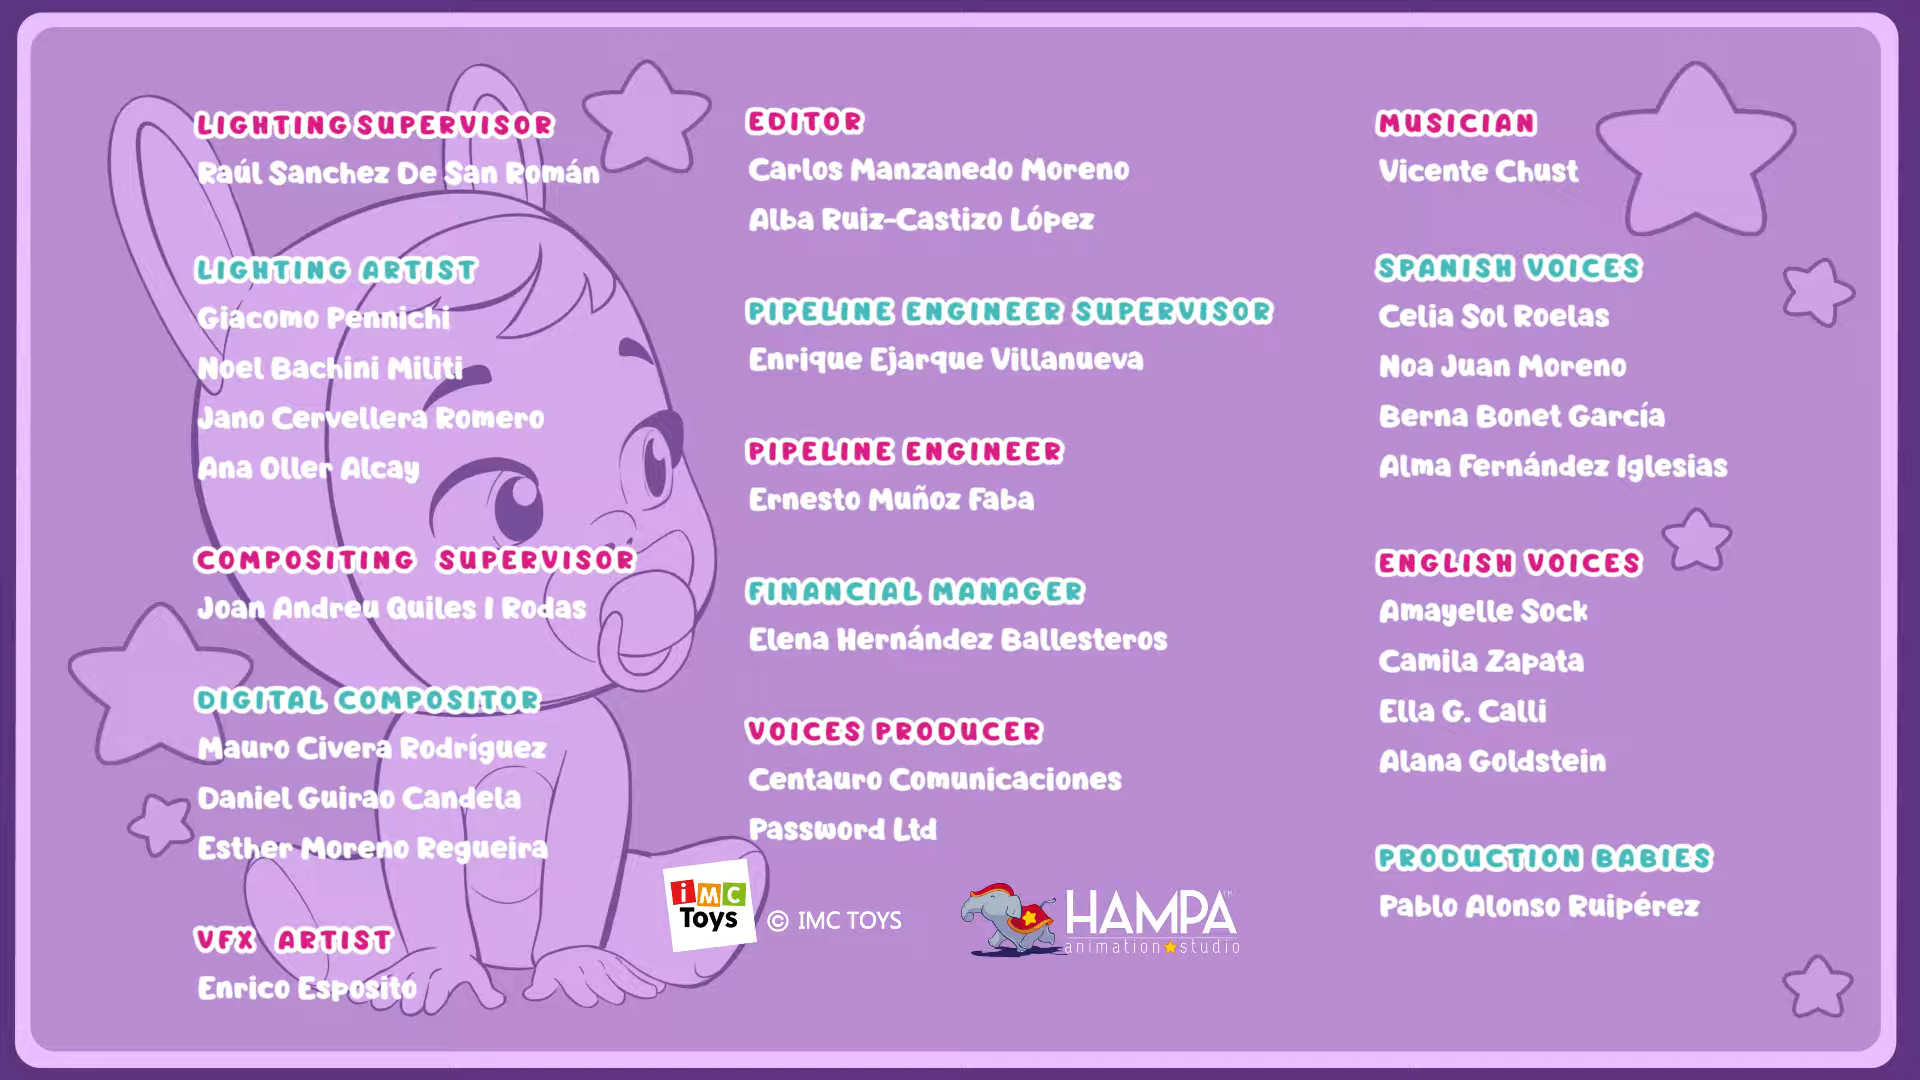 LIGHTING SUPERVISOR
Raúl Sanchez De San Román
LIGHTING ARTIST
Giacomo Pennichi
Noel Bachini Militi
Jano Cervellera Romero
Ana Oller Alcay
COMPOSITING SUPERVISOR
Joan Andreu Quiles I Rodas
DIGITAL COMPOSITOR
Mauro Civera Rodríguez
Daniel Guirao Candela
Esther Moreno Regueira
VFX ARTIST
Enrico Esposito
EDITOR
Carlos Manzanedo Moreno
Alba Ruiz-Castizo López
PIPELINE ENGINEER SUPERVISOR
Enrique Ejarque Villanueva
PIPELINE ENGINEER
Ernesto Muñoz Faba
FINANCIAL MANAGER
Elena Hernández Ballesteros
VOICES PRODUCER
Centauro Comunicaciones
Password Ltd
iMC
Toys
© IMC TOYS
HAMPA™
animation studio
MUSICIAN
Vicente Chust
SPANISH VOICES
Celia Sol Roelas
Noa Juan Moreno
Berna Bonet García
Alma Fernández Iglesias
ENGLISH VOICES
Amayelle Sock
Camila Zapata
Ella G. Calli
Alana Goldstein
PRODUCTION BABIES
Pablo Alonso Ruipérez